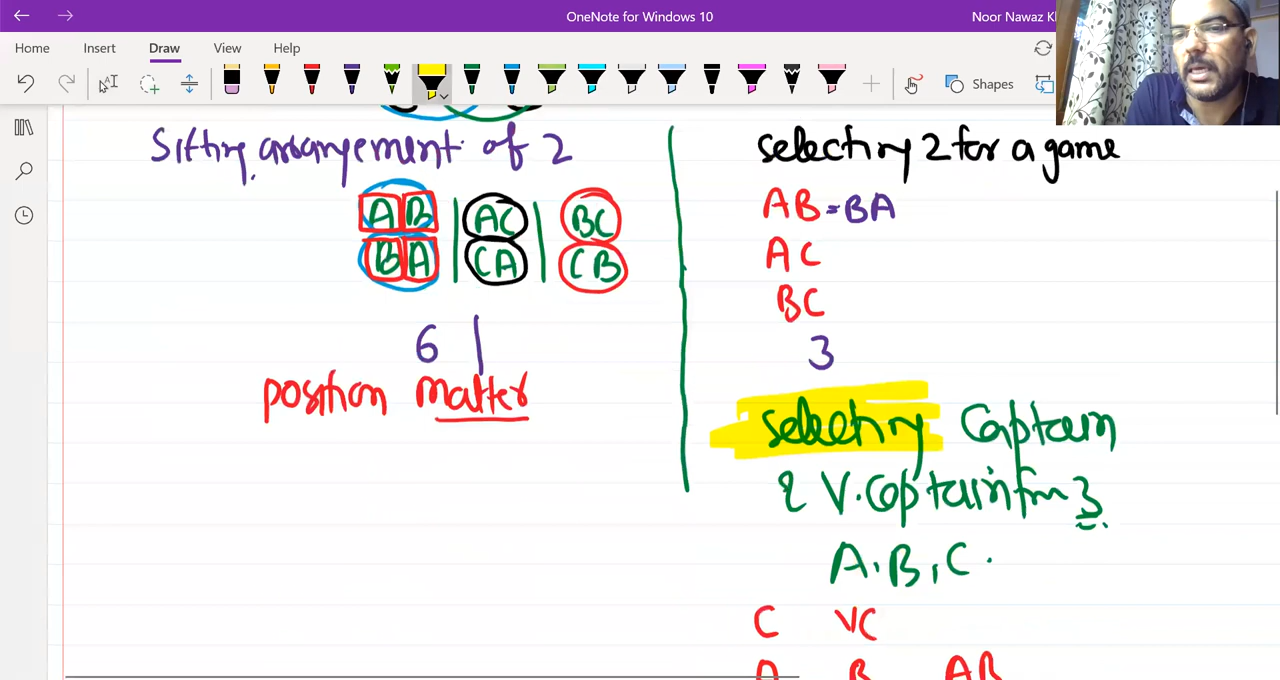 OneNote for Windows 10
Noor Nawaz
Home Insert Draw View Help
Shapes
Sitting arrangement of 2
AB | AC | BC
BA | CA | CB
6
position matter
selecting 2 for a game
AB = BA
AC
BC
3
selecting Captain
& V. Captain from 3
A, B, C
C VC
A B AB